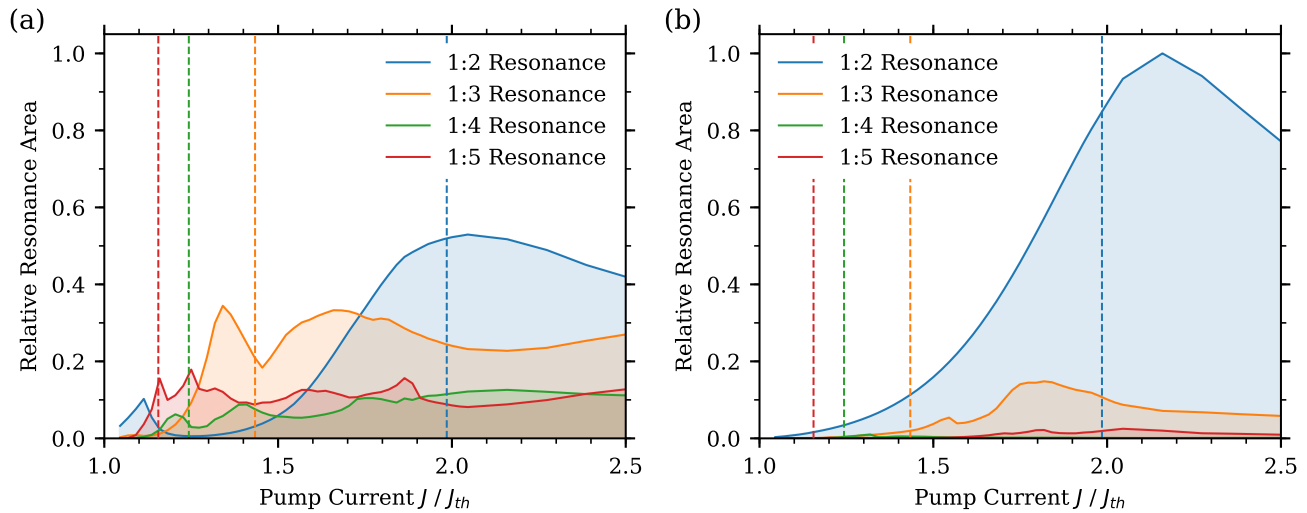 (a)
Relative Resonance Area
1.0
0.8
0.6
0.4
0.2
0.0
1:2 Resonance
1:3 Resonance
1:4 Resonance
1:5 Resonance
1.0 1.5 2.0 2.5
Pump Current J / J_th
(b)
Relative Resonance Area
1.0
0.8
0.6
0.4
0.2
0.0
1:2 Resonance
1:3 Resonance
1:4 Resonance
1:5 Resonance
1.0 1.5 2.0 2.5
Pump Current J / J_th